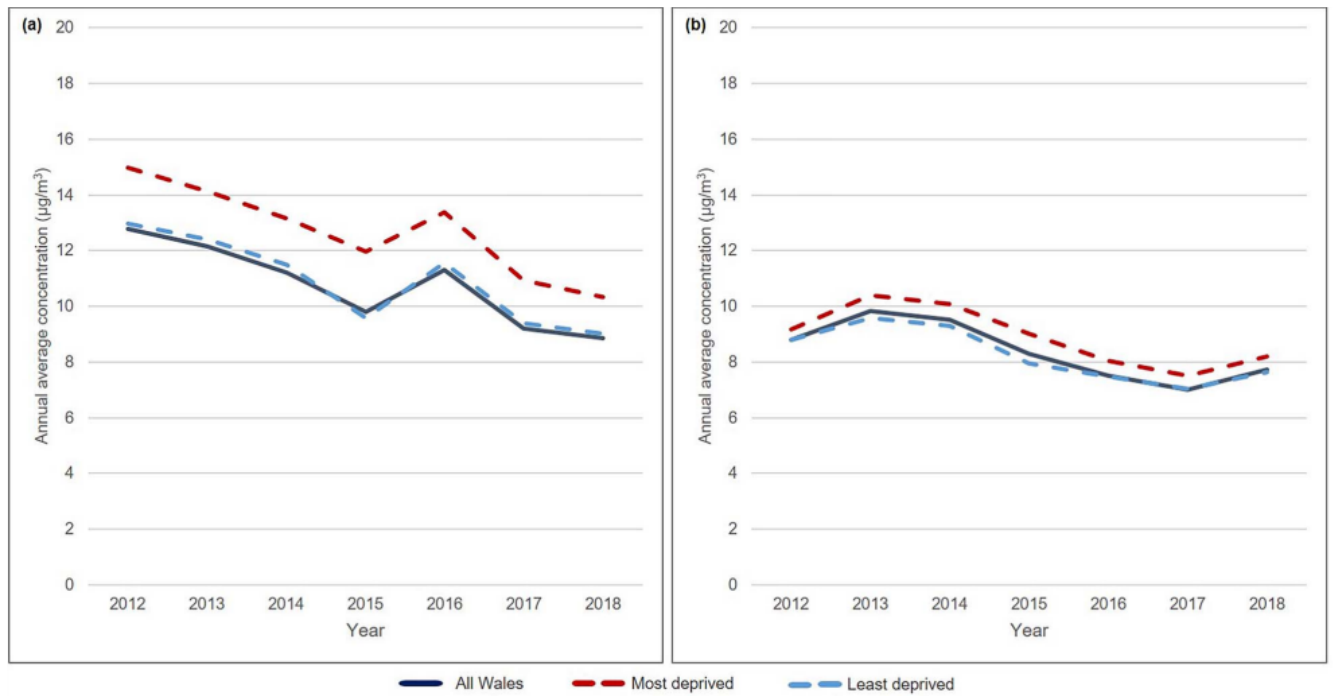 (a)
Annual average concentration (µg/m³)
20
18
16
14
12
10
8
6
4
2
0
2012 2013 2014 2015 2016 2017 2018
Year
(b)
Annual average concentration (µg/m³)
20
18
16
14
12
10
8
6
4
2
0
2012 2013 2014 2015 2016 2017 2018
Year
All Wales Most deprived Least deprived